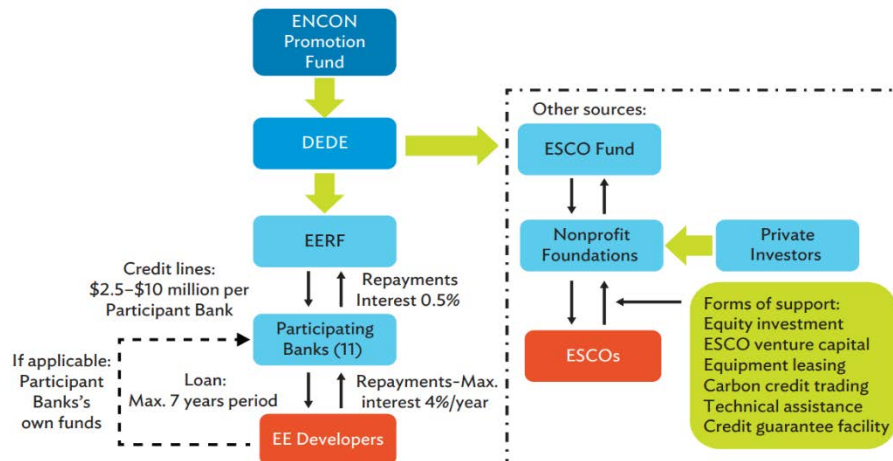 ENCON
Promotion
Fund
DEDE
EERF
Credit lines:
$2.5–$10 million per
Participant Bank
Repayments
Interest 0.5%
Participating
Banks (11)
If applicable:
Participant
Banks's
own funds
Loan:
Max. 7 years period
Repayments–Max.
interest 4%/year
EE Developers
Other sources:
ESCO Fund
Nonprofit
Foundations
Private
Investors
ESCOs
Forms of support:
Equity investment
ESCO venture capital
Equipment leasing
Carbon credit trading
Technical assistance
Credit guarantee facility